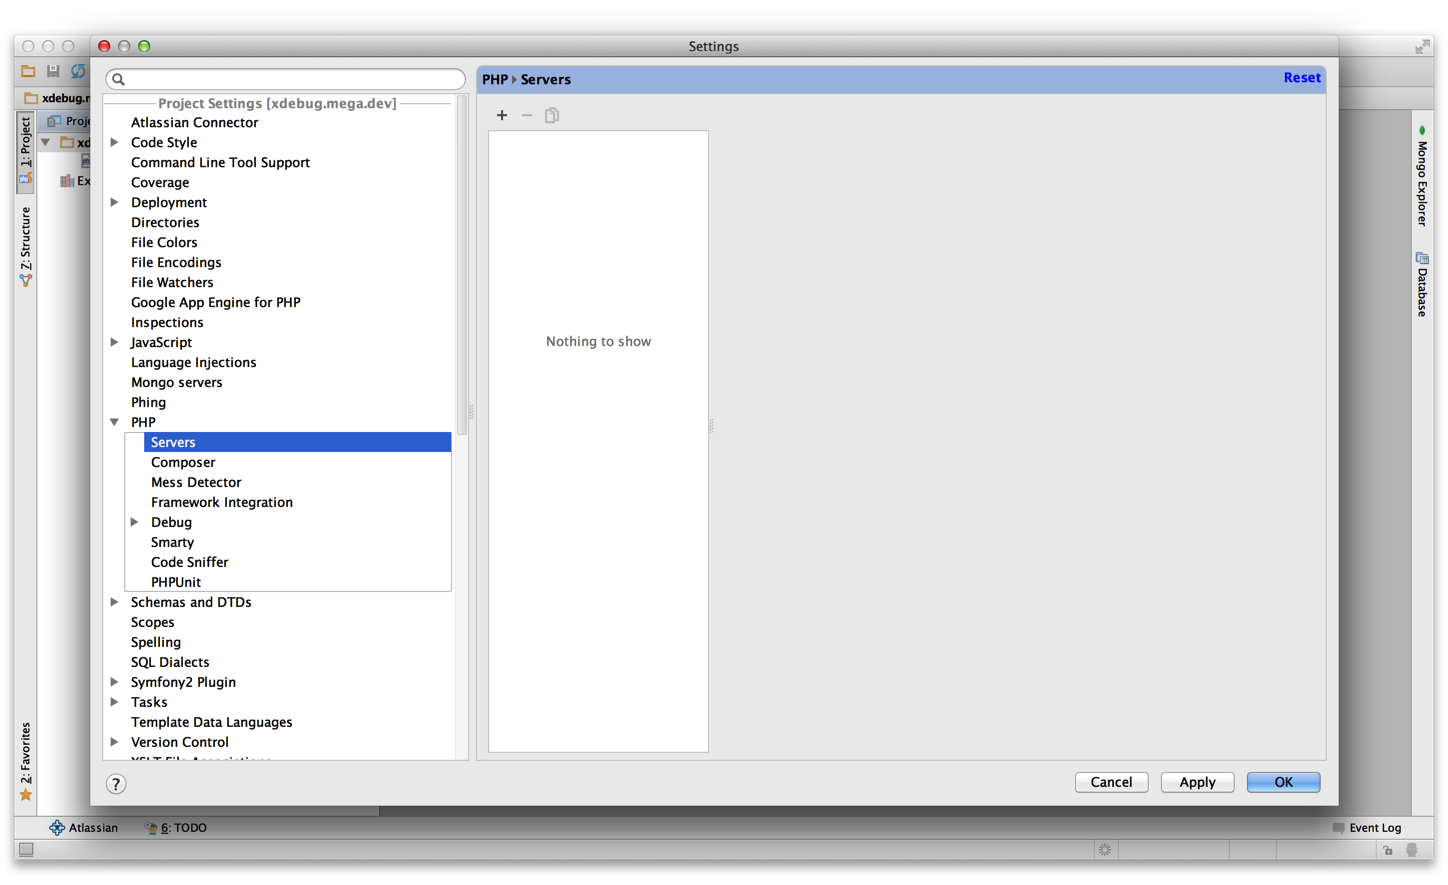 Settings
xdebug.m
1: Project
Proje
xd
Ex
Z: Structure
2: Favorites
Project Settings [xdebug.mega.dev]
Atlassian Connector
Code Style
Command Line Tool Support
Coverage
Deployment
Directories
File Colors
File Encodings
File Watchers
Google App Engine for PHP
Inspections
JavaScript
Language Injections
Mongo servers
Phing
PHP
Servers
Composer
Mess Detector
Framework Integration
Debug
Smarty
Code Sniffer
PHPUnit
Schemas and DTDs
Scopes
Spelling
SQL Dialects
Symfony2 Plugin
Tasks
Template Data Languages
Version Control
XSLT File Associations
PHP ▸ Servers
Reset
Nothing to show
Mongo Explorer
Database
?
Cancel
Apply
OK
Atlassian
6: TODO
Event Log